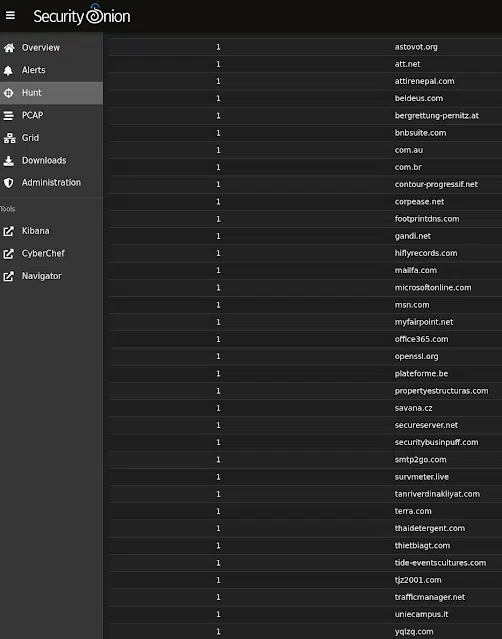 Security Onion
Overview
Alerts
Hunt
PCAP
Grid
Downloads
Administration
Tools
Kibana
CyberChef
Navigator
1 astovot.org
1 att.net
1 attirenepal.com
1 beldeus.com
1 bergrettung-pernitz.at
1 bnbsuite.com
1 com.au
1 com.br
1 contour-progressif.net
1 corpease.net
1 footprintdns.com
1 gandi.net
1 hiflyrecords.com
1 mailfa.com
1 microsoftonline.com
1 msn.com
1 myfairpoint.net
1 office365.com
1 openssl.org
1 plateforme.be
1 propertyestructuras.com
1 savana.cz
1 secureserver.net
1 securitybusinpuff.com
1 smtp2go.com
1 survmeter.live
1 tanriverdinakliyat.com
1 terra.com
1 thaidetergent.com
1 thietbiagt.com
1 tide-eventscultures.com
1 tjz2001.com
1 trafficmanager.net
1 uniecampus.it
1 yqlzq.com